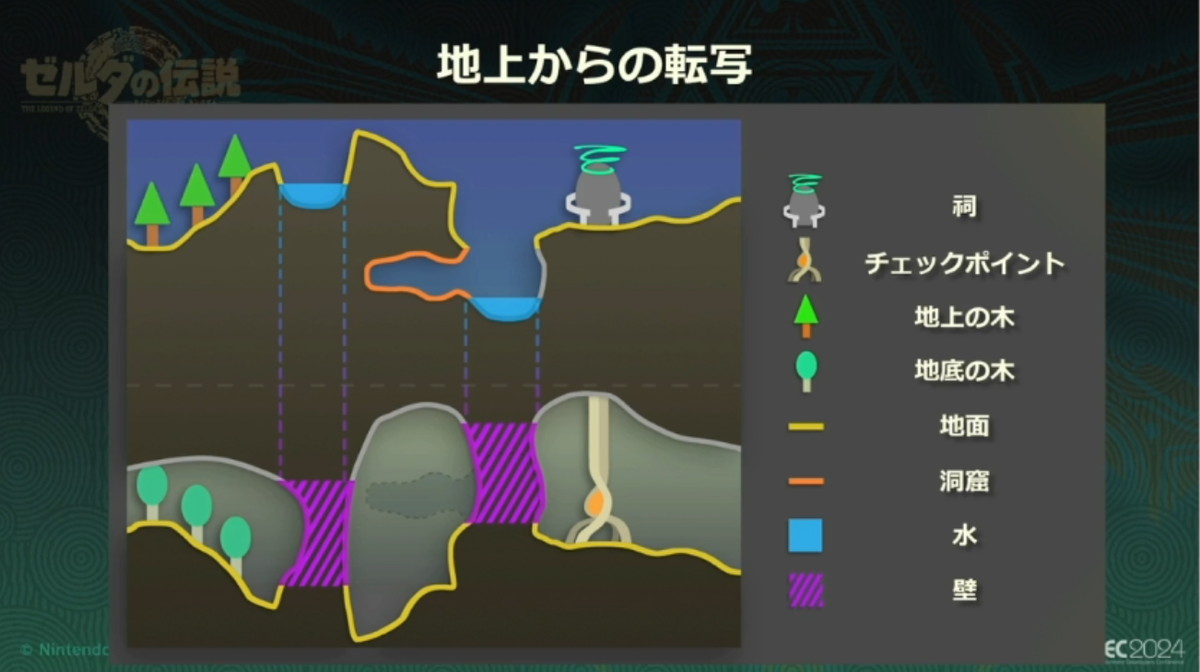 地上からの転写
ゼルダの伝説
祠
チェックポイント
地上の木
地底の木
地面
洞窟
水
壁
© Nintendo
EC2024